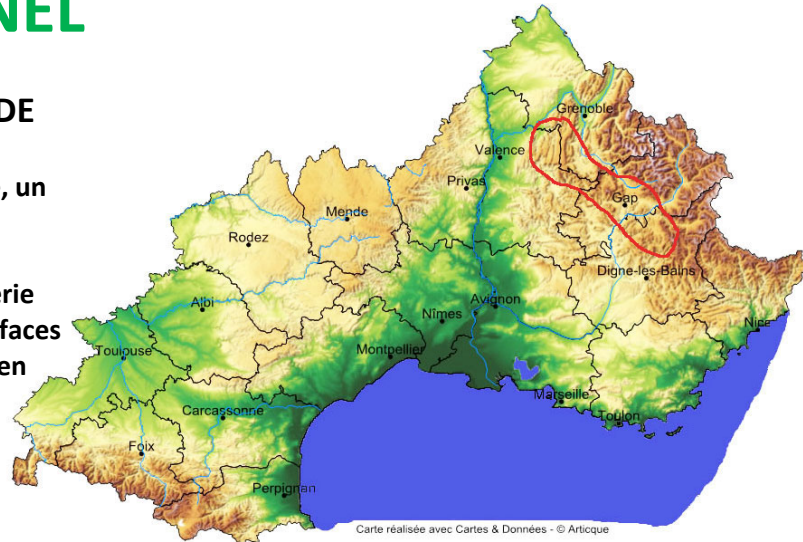 NEL
DE
, un
rie
faces
en
Grenoble
Valence
Privas
Gap
Mende
Rodez
Digne-les-Bains
Albi
Avignon
Nîmes
Nice
Toulouse
Montpellier
Marseille
Carcassonne
Toulon
Foix
Perpignan
Carte réalisée avec Cartes & Données - © Articque